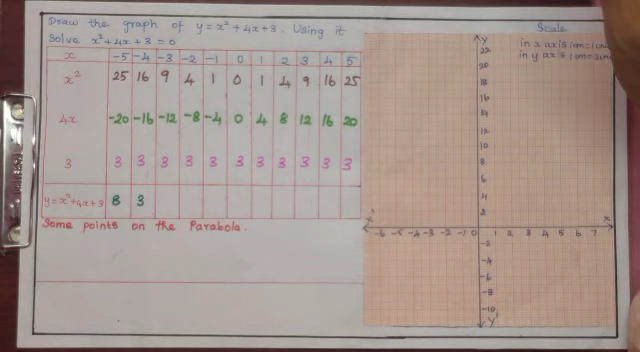 Draw the graph of y = x² + 4x + 3. Using it
Solve x² + 4x + 3 = 0
x -5 -4 -3 -2 -1 0 1 2 3 4 5
x² 25 16 9 4 1 0 1 4 9 16 25
4x -20 -16 -12 -8 -4 0 4 8 12 16 20
3 3 3 3 3 3 3 3 3 3 3 3
y=x²+4x+3 8 3
Some points on the Parabola.
Scale
in x axis 1cm=1
in y axis 1cm=2
Y
22
20
18
16
14
12
10
8
6
4
2
x' -6 -5 -4 -3 -2 -1 0 1 2 3 4 5 6 7 x
-2
-4
-6
-8
-10
Y'